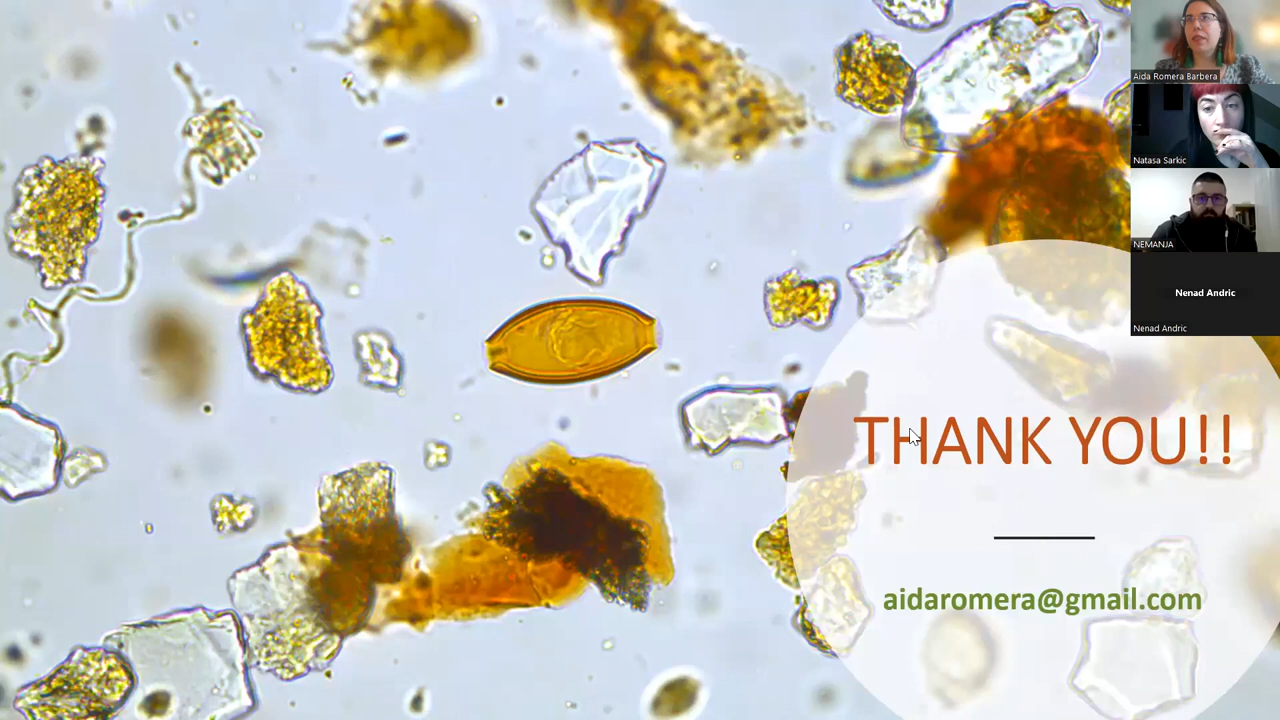 Aida Romera Barbera
Natasa Sarkic
NEMANJA
Nenad Andric
Nenad Andric
THANK YOU!!
aidaromera@gmail.com